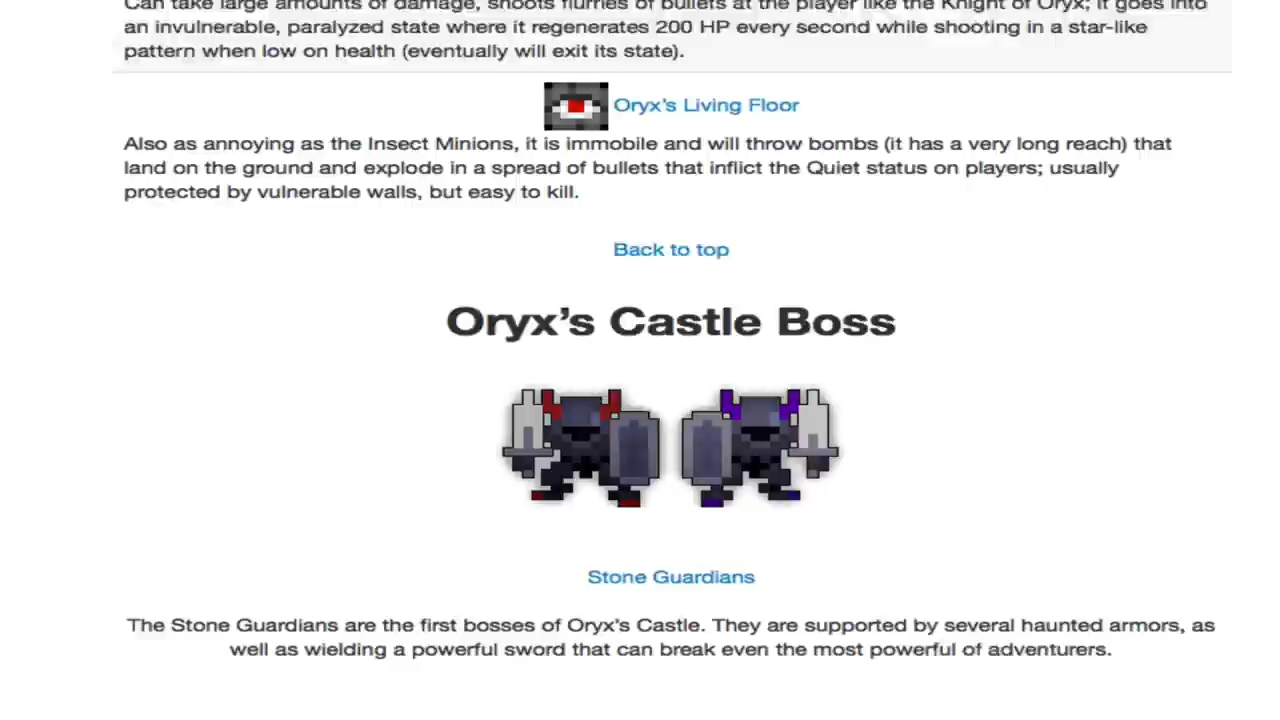 Can take large amounts of damage, shoots flurries of bullets at the player like the Knight of Oryx; it goes into
an invulnerable, paralyzed state where it regenerates 200 HP every second while shooting in a star-like
pattern when low on health (eventually will exit its state).
Oryx's Living Floor
Also as annoying as the Insect Minions, it is immobile and will throw bombs (it has a very long reach) that
land on the ground and explode in a spread of bullets that inflict the Quiet status on players; usually
protected by vulnerable walls, but easy to kill.
Back to top
Oryx's Castle Boss
Stone Guardians
The Stone Guardians are the first bosses of Oryx's Castle. They are supported by several haunted armors, as
well as wielding a powerful sword that can break even the most powerful of adventurers.